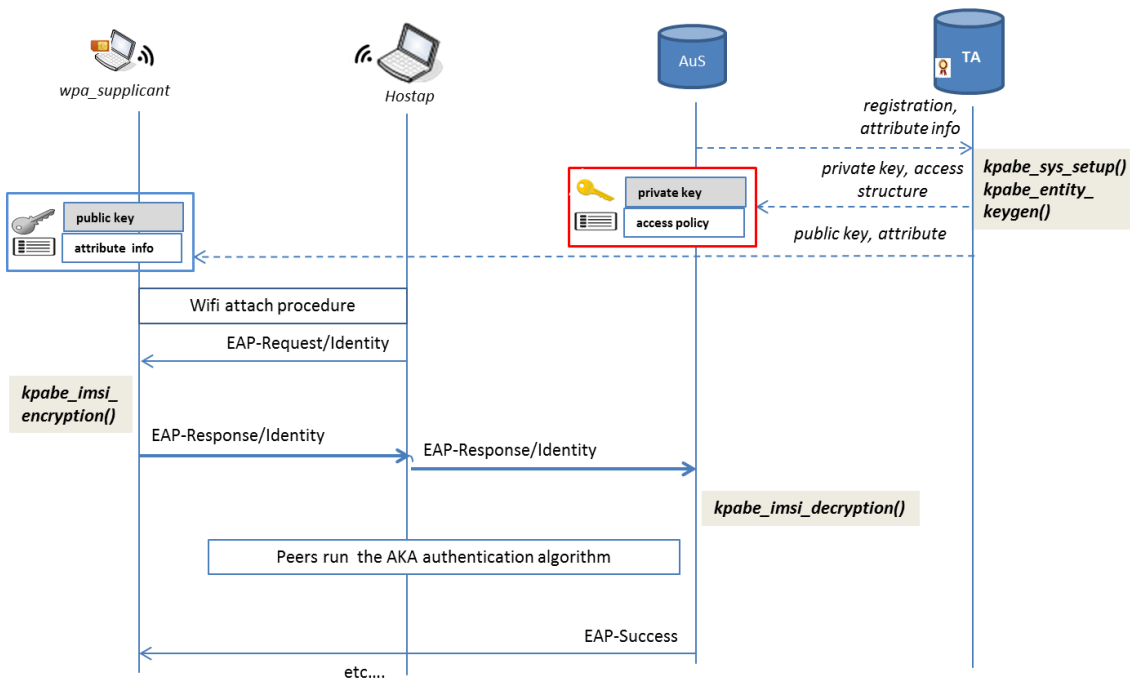 wpa_supplicant
Hostap
AuS
TA
registration,
attribute info
private key, access
structure
kpabe_sys_setup()
kpabe_entity_
keygen()
private key
access policy
public key
attribute info
public key, attribute
Wifi attach procedure
EAP-Request/Identity
kpabe_imsi_
encryption()
EAP-Response/Identity
EAP-Response/Identity
kpabe_imsi_decryption()
Peers run the AKA authentication algorithm
EAP-Success
etc....